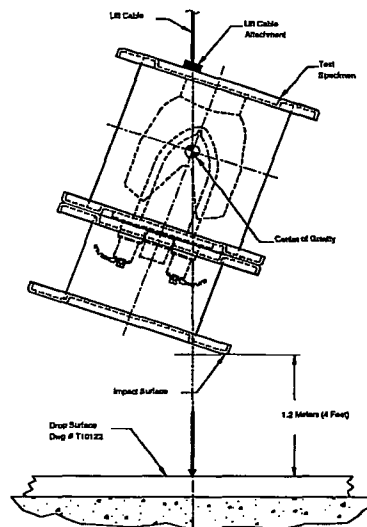 Lift Cable
Lift Cable
Attachment
Test
Specimen
Center of Gravity
Impact Surface
1.2 Meters (4 Feet)
Drop Surface
Dwg # T10122